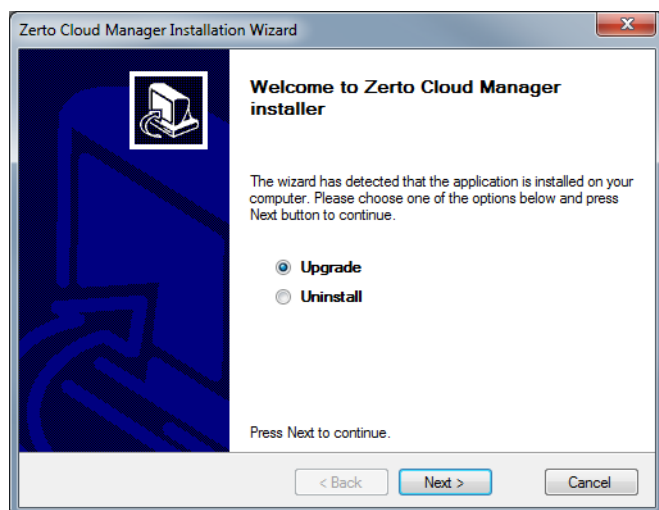 Zerto Cloud Manager Installation Wizard
Welcome to Zerto Cloud Manager
installer
The wizard has detected that the application is installed on your
computer. Please choose one of the options below and press
Next button to continue.
Upgrade
Uninstall
Press Next to continue.
< Back
Next >
Cancel